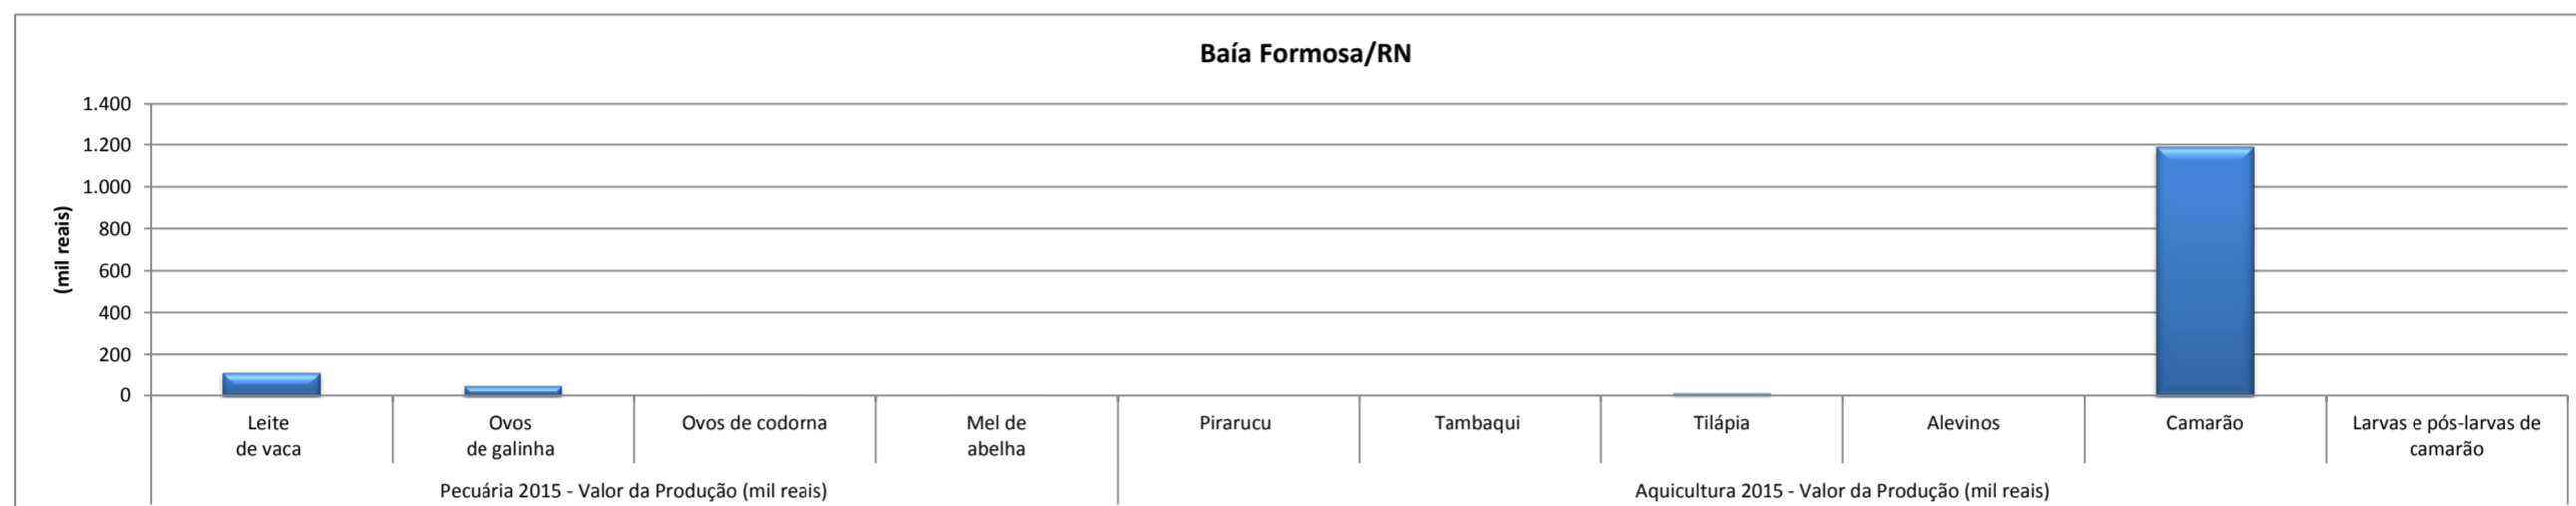 Baía Formosa/RN
1.400
1.200
1.000
800
600
400
200
0
(mil reais)
Leite
de vaca
Ovos
de galinha
Ovos de codorna
Mel de
abelha
Pirarucu
Tambaqui
Tilápia
Alevinos
Camarão
Larvas e pós-larvas de
camarão
Pecuária 2015 - Valor da Produção (mil reais)
Aquicultura 2015 - Valor da Produção (mil reais)